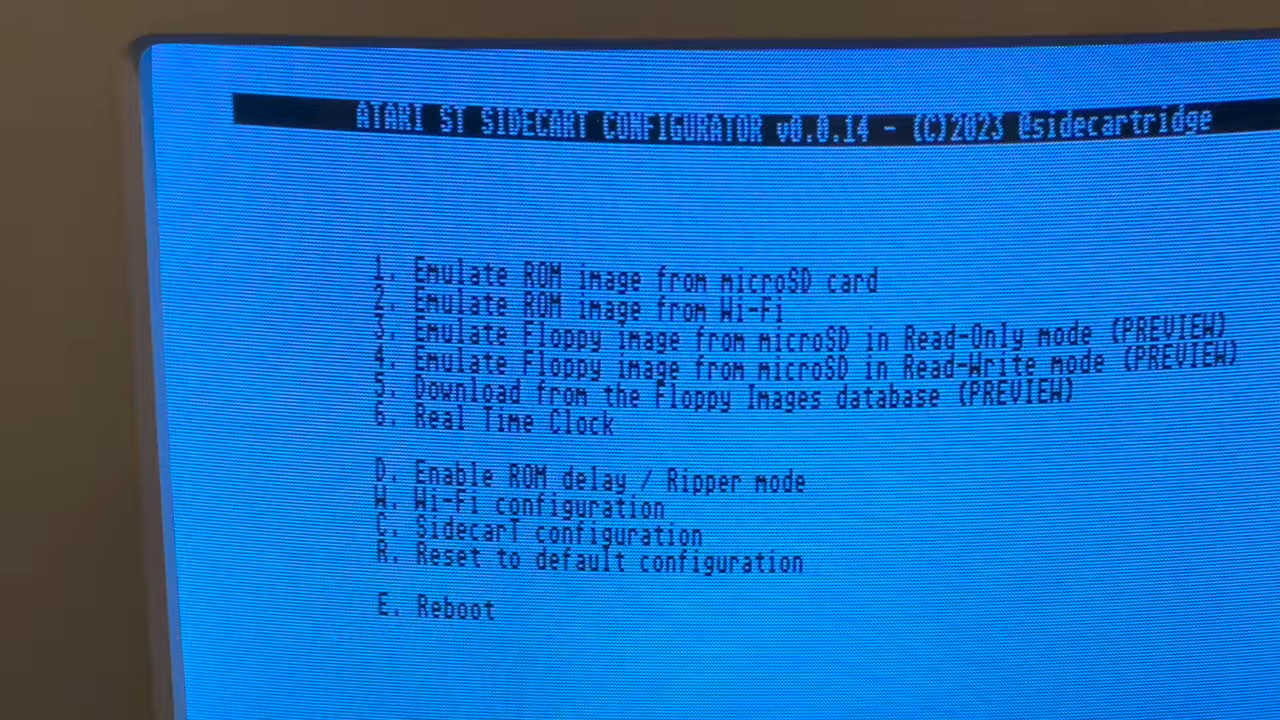 ATARI ST SIDECART CONFIGURATOR v0.0.14 - (C)2023 @sidecartridge
1. Emulate ROM image from microSD card
2. Emulate ROM image from Wi-Fi
3. Emulate Floppy image from microSD in Read-Only mode (PREVIEW)
4. Emulate Floppy image from microSD in Read-Write mode (PREVIEW)
5. Download from the Floppy Images database (PREVIEW)
6. Real Time Clock
D. Enable ROM delay / Ripper mode
W. Wi-Fi configuration
C. SidecarT configuration
R. Reset to default configuration
E. Reboot